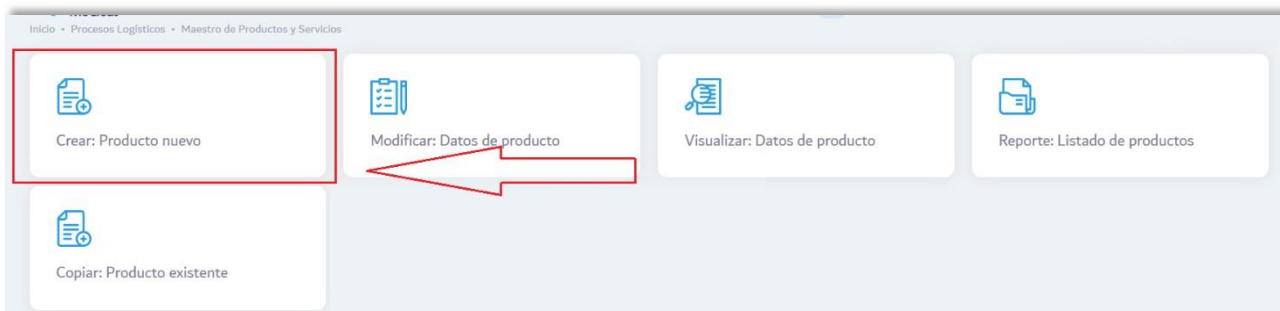 Inicio • Procesos Logísticos • Maestro de Productos y Servicios
Crear: Producto nuevo
Modificar: Datos de producto
Visualizar: Datos de producto
Reporte: Listado de productos
Copiar: Producto existente